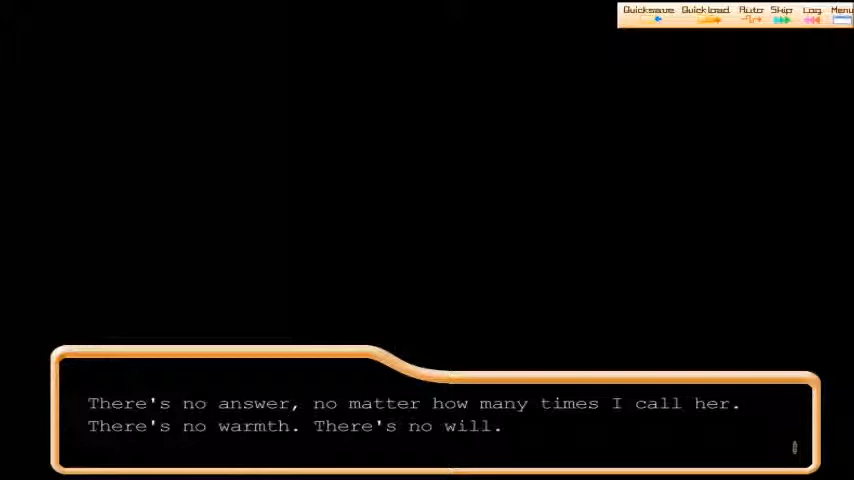 Quicksave Quickload Auto Skip Log Menu
There's no answer, no matter how many times I call her.
There's no warmth. There's no will.